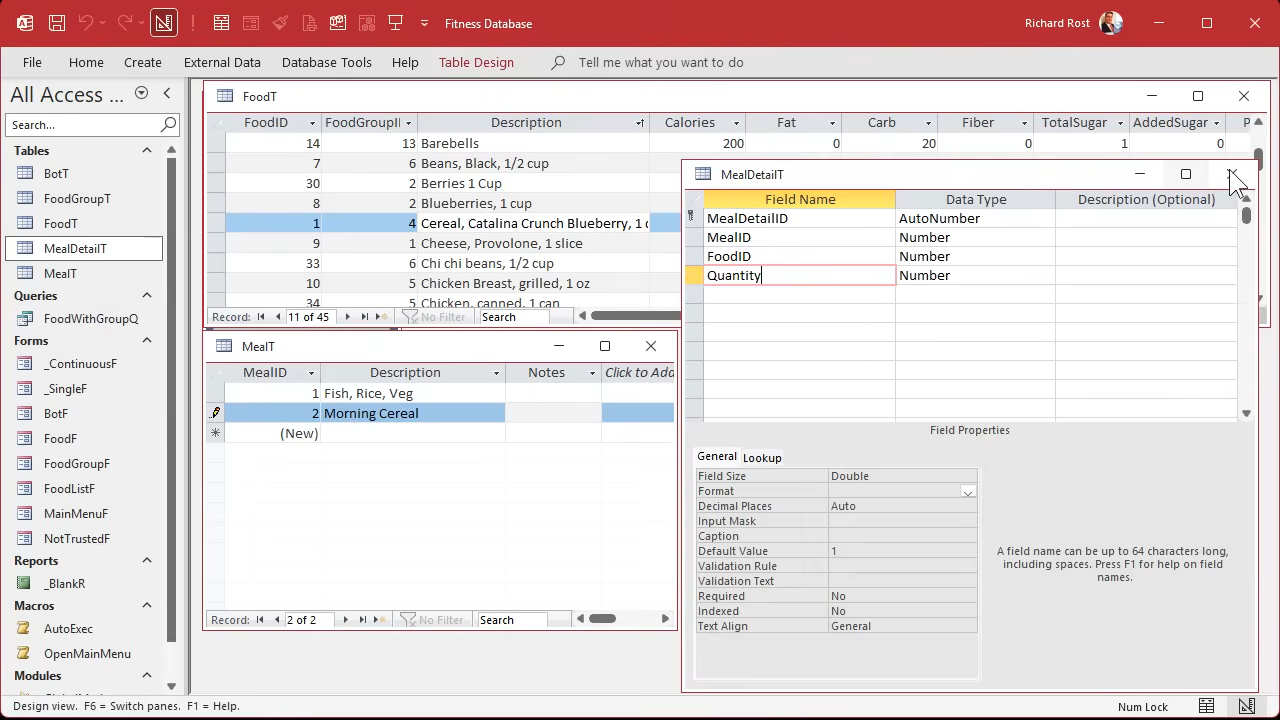 Fitness Database
Richard Rost
File Home Create External Data Database Tools Help Table Design Tell me what you want to do
All Access ...
Search...
Tables
BotT
FoodGroupT
FoodT
MealDetailT
MealT
Queries
FoodWithGroupQ
Forms
_ContinuousF
_SingleF
BotF
FoodF
FoodGroupF
FoodListF
MainMenuF
NotTrustedF
Reports
_BlankR
Macros
AutoExec
OpenMainMenu
Modules
FoodT
FoodID FoodGroupI Description Calories Fat Carb Fiber TotalSugar AddedSugar P
14 13 Barebells 200 0 20 0 1 0
7 6 Beans, Black, 1/2 cup
30 2 Berries 1 Cup
8 2 Blueberries, 1 cup
1 4 Cereal, Catalina Crunch Blueberry, 1 c
9 1 Cheese, Provolone, 1 slice
33 6 Chi chi beans, 1/2 cup
10 5 Chicken Breast, grilled, 1 oz
34 5 Chicken, canned, 1 can
Record: 11 of 45 No Filter Search
MealT
MealID Description Notes Click to Add
1 Fish, Rice, Veg
2 Morning Cereal
(New)
Record: 2 of 2 No Filter Search
MealDetailT
Field Name Data Type Description (Optional)
MealDetailID AutoNumber
MealID Number
FoodID Number
Quantity Number
Field Properties
General Lookup
Field Size Double
Format
Decimal Places Auto
Input Mask
Caption
Default Value 1
Validation Rule
Validation Text
Required No
Indexed No
Text Align General
A field name can be up to 64 characters long,
including spaces. Press F1 for help on field
names.
Design view. F6 = Switch panes. F1 = Help.
Num Lock